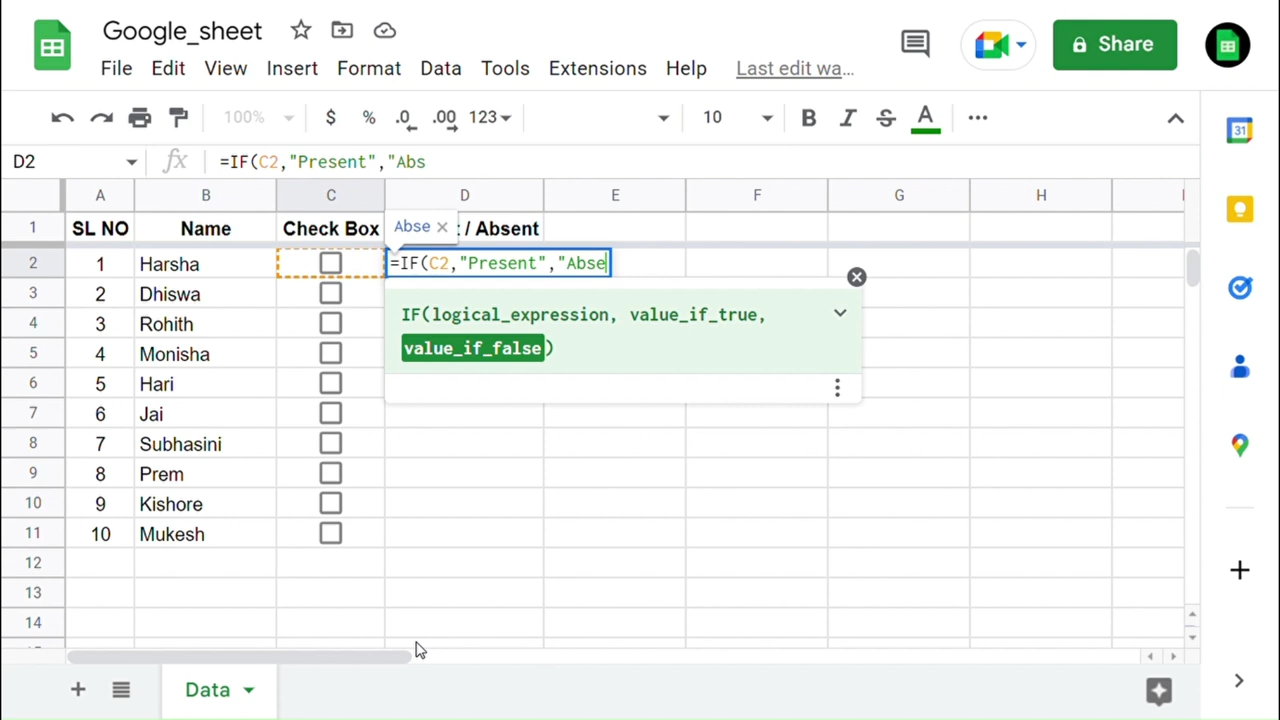 Google_sheet
File Edit View Insert Format Data Tools Extensions Help Last edit wa...
Share
100% $ % .0 .00 123 10 B I S A
31
D2 fx =IF(C2,"Present","Abs
A B C D E F G H I
1 SL NO Name Check Box t / Absent
Abse ×
2 1 Harsha =IF(C2,"Present","Abse
3 2 Dhiswa
IF(logical_expression, value_if_true,
4 3 Rohith
value_if_false)
5 4 Monisha
6 5 Hari
7 6 Jai
8 7 Subhasini
9 8 Prem
10 9 Kishore
11 10 Mukesh
12
13
14
Data